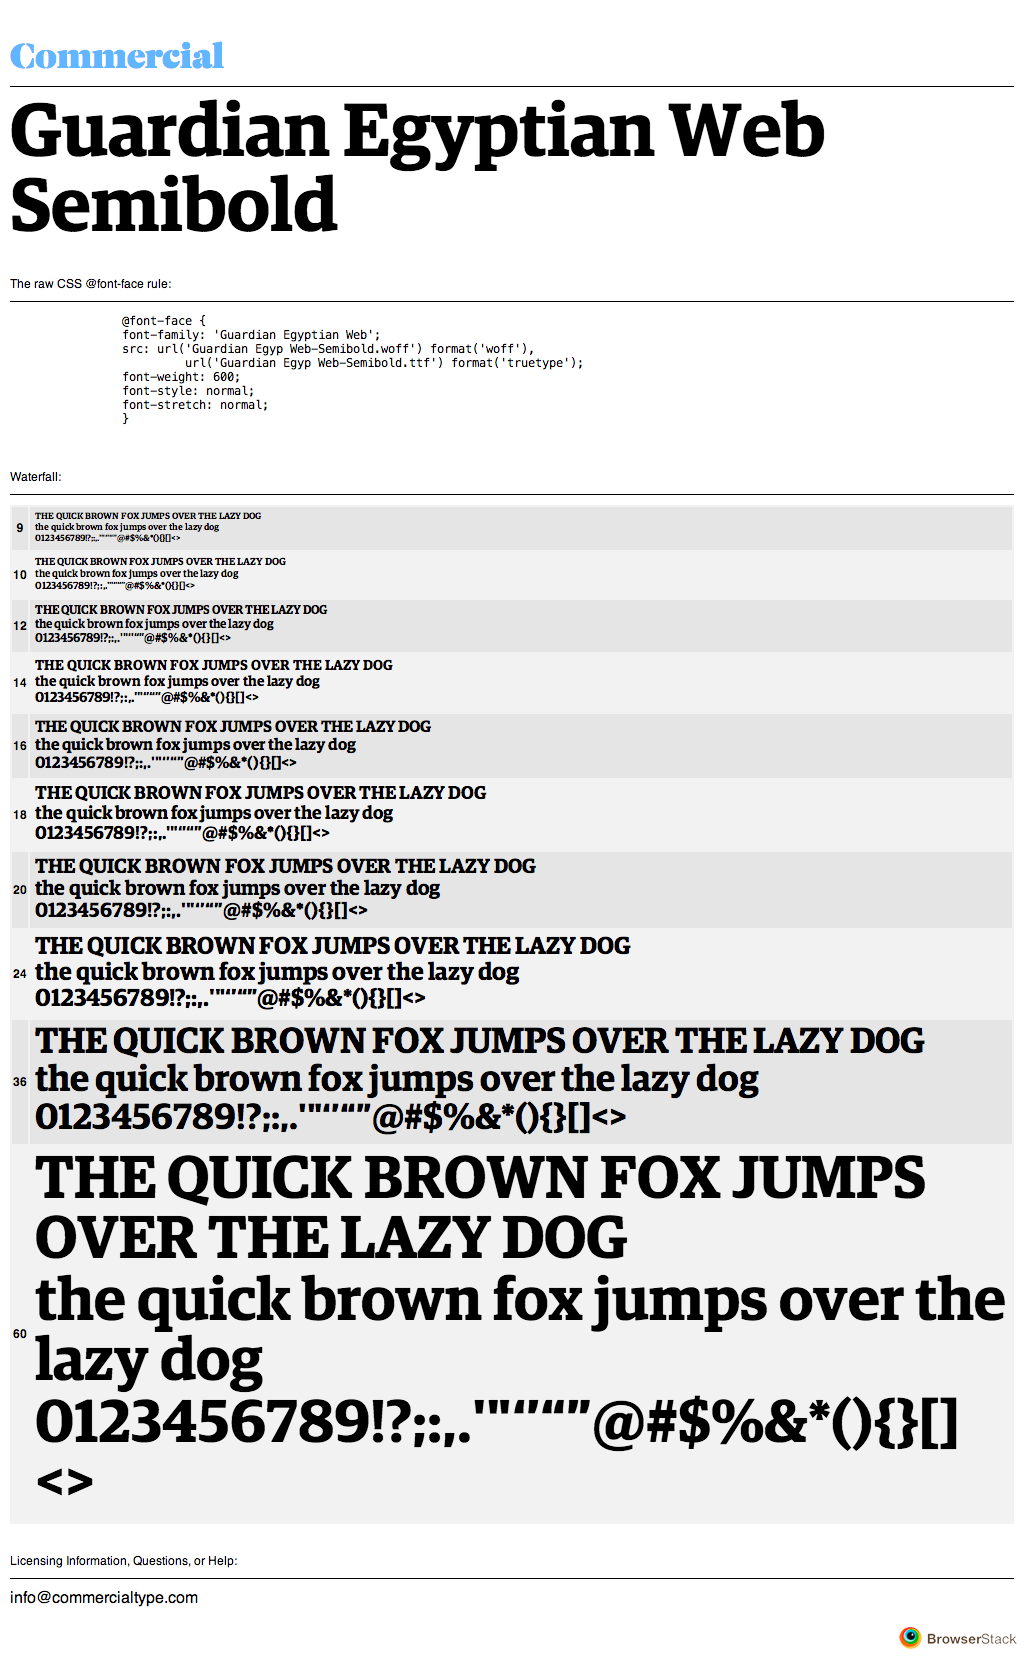 Commercial
Guardian Egyptian Web
Semibold
The raw CSS @font-face rule:
@font-face {
font-family: 'Guardian Egyptian Web';
src: url('Guardian Egyp Web-Semibold.woff') format('woff'),
url('Guardian Egyp Web-Semibold.ttf') format('truetype');
font-weight: 600;
font-style: normal;
font-stretch: normal;
}
Waterfall:
THE QUICK BROWN FOX JUMPS OVER THE LAZY DOG
9 the quick brown fox jumps over the lazy dog
0123456789!?;:,.'"‘’“”@#$%&*(){}[]<>
THE QUICK BROWN FOX JUMPS OVER THE LAZY DOG
10 the quick brown fox jumps over the lazy dog
0123456789!?;:,.'"‘’“”@#$%&*(){}[]<>
THE QUICK BROWN FOX JUMPS OVER THE LAZY DOG
12 the quick brown fox jumps over the lazy dog
0123456789!?;:,.'"‘’“”@#$%&*(){}[]<>
THE QUICK BROWN FOX JUMPS OVER THE LAZY DOG
14 the quick brown fox jumps over the lazy dog
0123456789!?;:,.'"‘’“”@#$%&*(){}[]<>
THE QUICK BROWN FOX JUMPS OVER THE LAZY DOG
16 the quick brown fox jumps over the lazy dog
0123456789!?;:,.'"‘’“”@#$%&*(){}[]<>
THE QUICK BROWN FOX JUMPS OVER THE LAZY DOG
18 the quick brown fox jumps over the lazy dog
0123456789!?;:,.'"‘’“”@#$%&*(){}[]<>
THE QUICK BROWN FOX JUMPS OVER THE LAZY DOG
20 the quick brown fox jumps over the lazy dog
0123456789!?;:,.'"‘’“”@#$%&*(){}[]<>
THE QUICK BROWN FOX JUMPS OVER THE LAZY DOG
24 the quick brown fox jumps over the lazy dog
0123456789!?;:,.'"‘’“”@#$%&*(){}[]<>
THE QUICK BROWN FOX JUMPS OVER THE LAZY DOG
36 the quick brown fox jumps over the lazy dog
0123456789!?;:,.'"‘’“”@#$%&*(){}[]<>
THE QUICK BROWN FOX JUMPS
OVER THE LAZY DOG
the quick brown fox jumps over the
60 lazy dog
0123456789!?;:,.'"‘’“”@#$%&*(){}[]
<>
Licensing Information, Questions, or Help:
info@commercialtype.com
BrowserStack